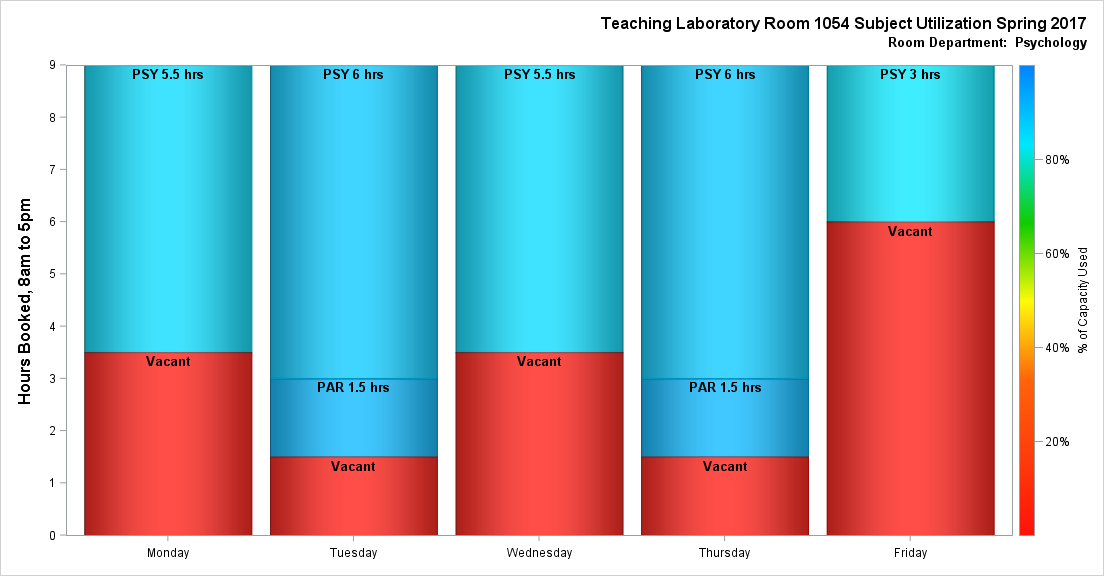 Teaching Laboratory Room 1054 Subject Utilization Spring 2017
Room Department:  Psychology
Hours Booked, 8am to 5pm
9
8
7
6
5
4
3
2
1
0
PSY 5.5 hrs
Vacant
PSY 6 hrs
PAR 1.5 hrs
Vacant
PSY 5.5 hrs
Vacant
PSY 6 hrs
PAR 1.5 hrs
Vacant
PSY 3 hrs
Vacant
Monday
Tuesday
Wednesday
Thursday
Friday
80%
60%
40%
20%
% of Capacity Used